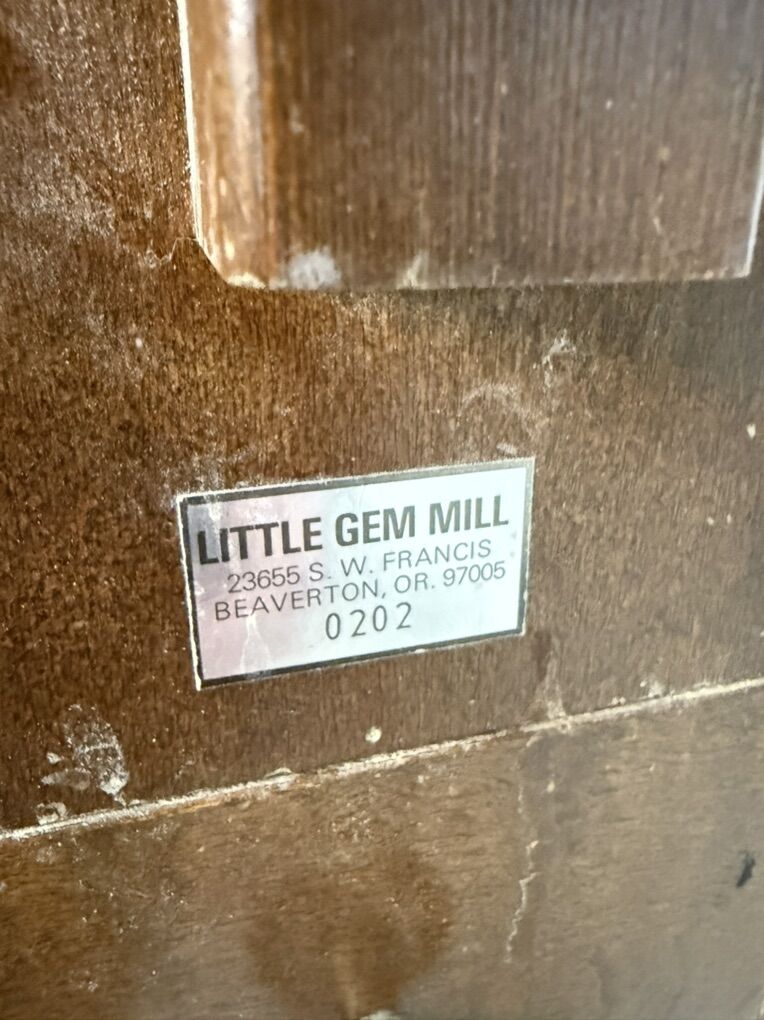 LITTLE GEM MILL
23655 S. W. FRANCIS
BEAVERTON, OR. 97005
0202